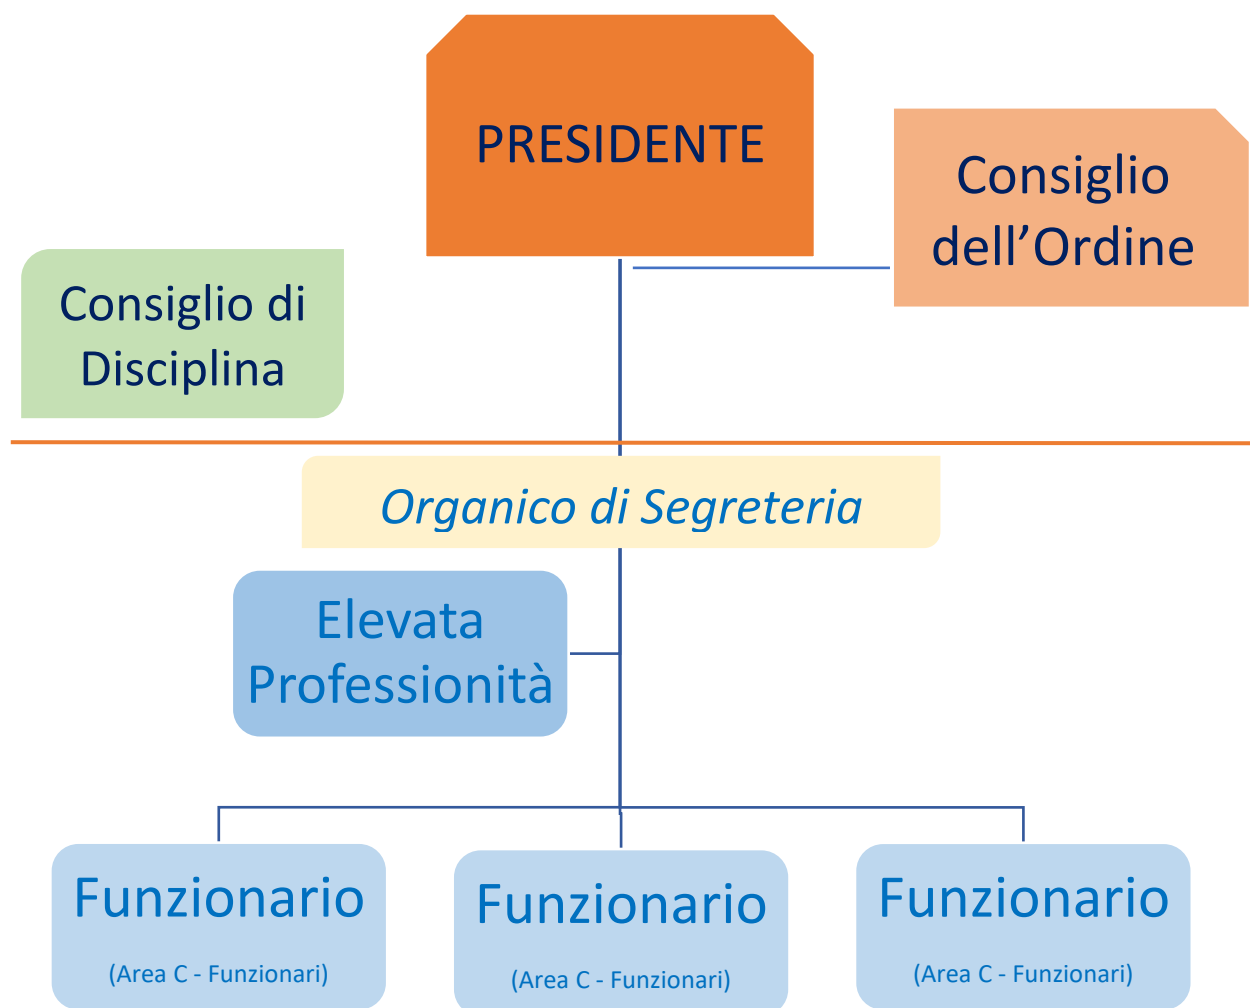 PRESIDENTE
Consiglio
dell’Ordine
Consiglio di
Disciplina
Organico di Segreteria
Elevata
Professionità
Funzionario
(Area C - Funzionari)
Funzionario
(Area C - Funzionari)
Funzionario
(Area C - Funzionari)